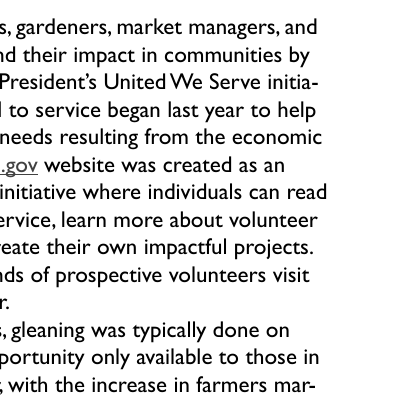 s, gardeners, market managers, and
nd their impact in communities by
President’s United We Serve initia-
l to service began last year to help
needs resulting from the economic
.gov website was created as an
initiative where individuals can read
ervice, learn more about volunteer
reate their own impactful projects.
nds of prospective volunteers visit
r.
s, gleaning was typically done on
portunity only available to those in
, with the increase in farmers mar-